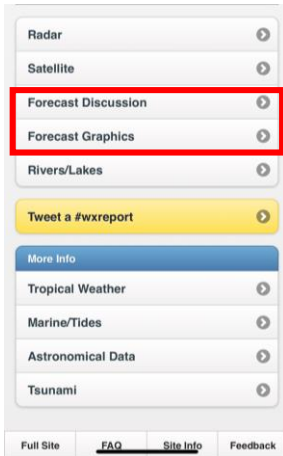 Radar
Satellite
Forecast Discussion
Forecast Graphics
Rivers/Lakes
Tweet a #wxreport
More Info
Tropical Weather
Marine/Tides
Astronomical Data
Tsunami
Full Site FAQ Site Info Feedback